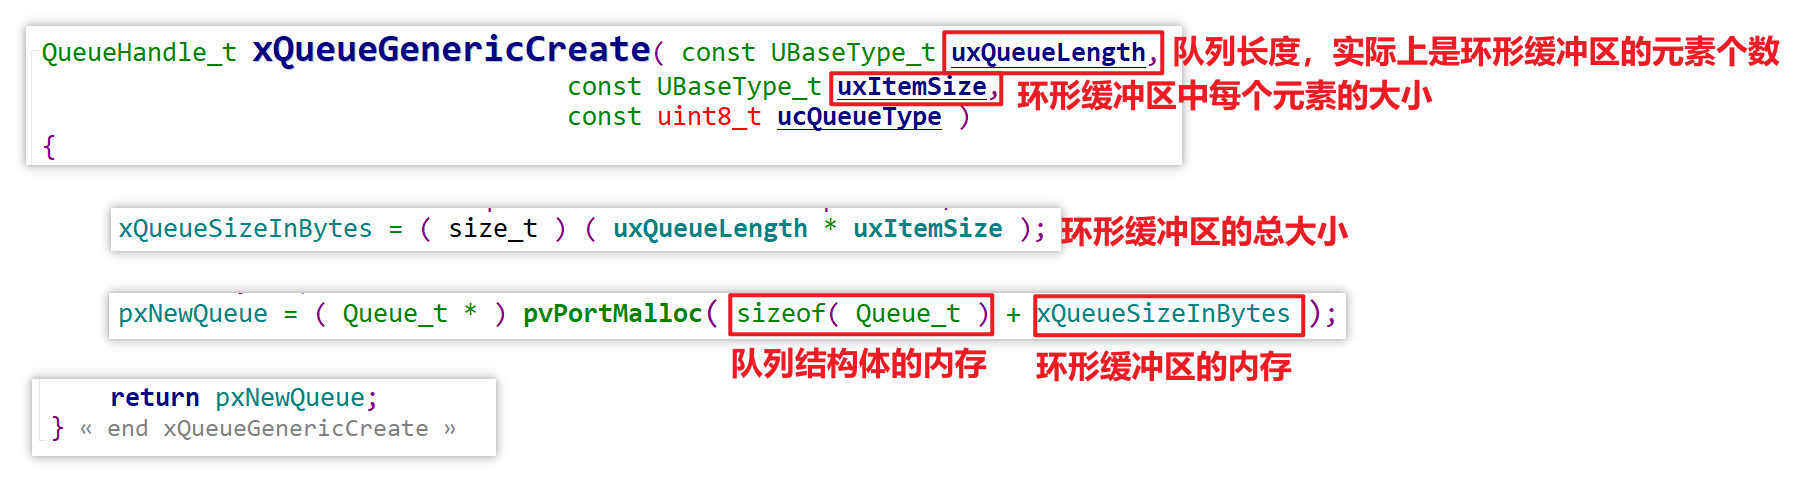 QueueHandle_t xQueueGenericCreate( const UBaseType_t uxQueueLength, 队列长度，实际上是环形缓冲区的元素个数
const UBaseType_t uxItemSize, 环形缓冲区中每个元素的大小
const uint8_t ucQueueType )
{
xQueueSizeInBytes = ( size_t ) ( uxQueueLength * uxItemSize ); 环形缓冲区的总大小
pxNewQueue = ( Queue_t * ) pvPortMalloc( sizeof( Queue_t ) + xQueueSizeInBytes );
队列结构体的内存 环形缓冲区的内存
return pxNewQueue;
} « end xQueueGenericCreate »